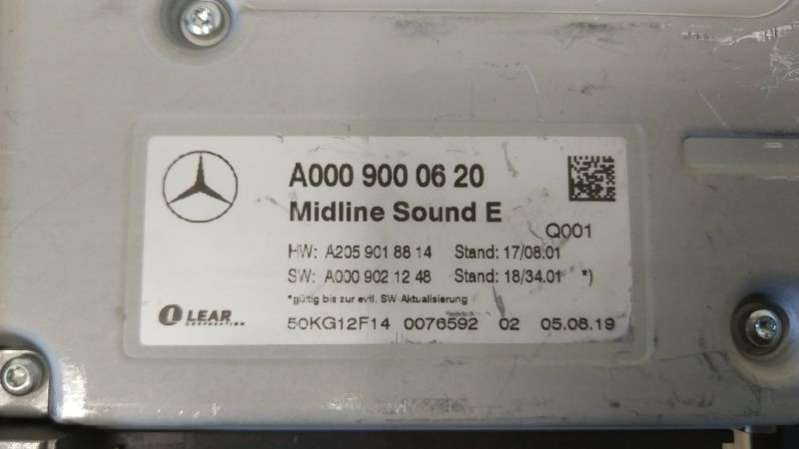 A000 900 06 20
Midline Sound E
Q001
HW: A205 901 88 14 Stand: 17/08.01
SW: A000 902 12 48 Stand: 18/34.01 *)
*gültig bis zur evtl. SW-Aktualisierung
LEAR
CORPORATION
50KG12F14 0076592 02 05.08.19